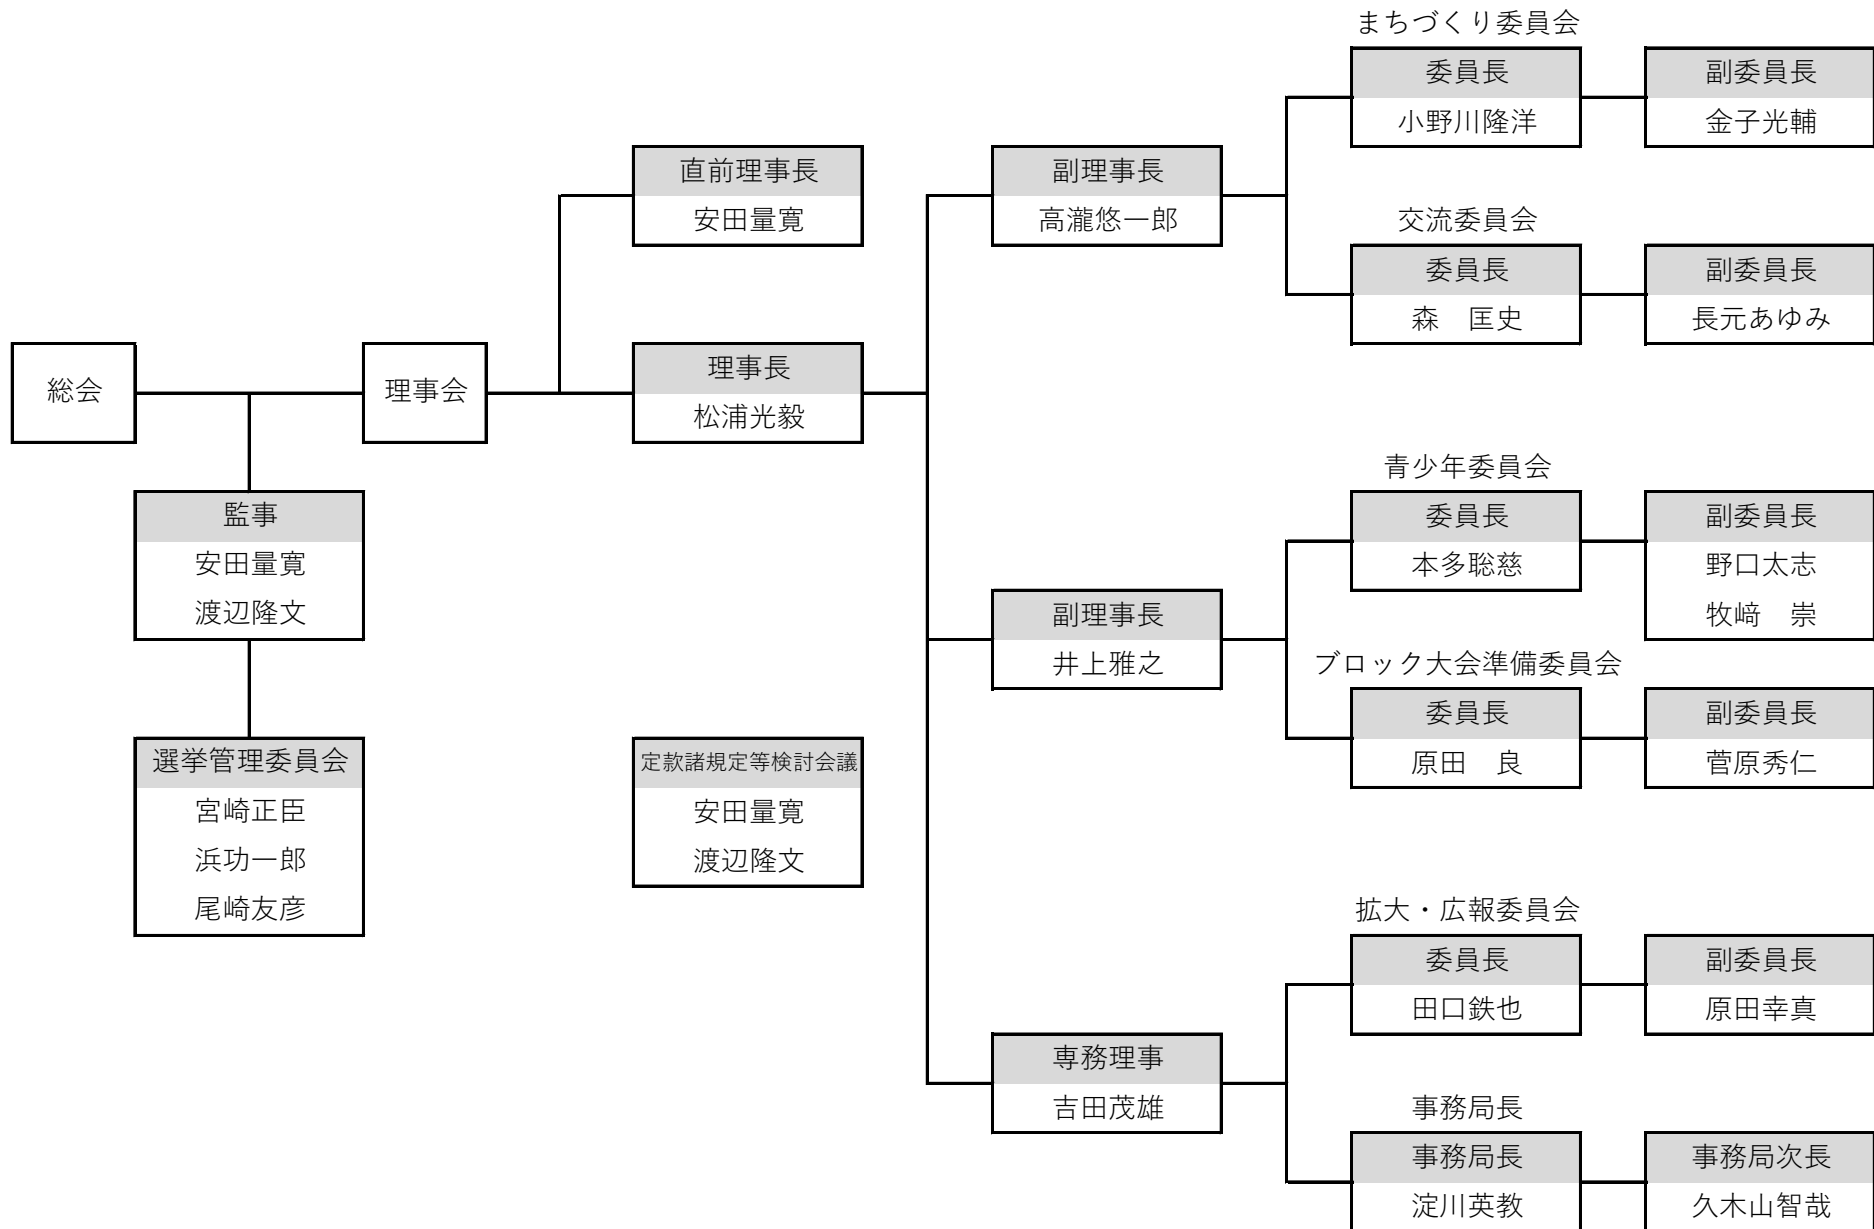 総会
監事
安田量寛
渡辺隆文
選挙管理委員会
宮崎正臣
浜功一郎
尾崎友彦
理事会
直前理事長
安田量寛
理事長
松浦光毅
定款諸規定等検討会議
安田量寛
渡辺隆文
副理事長
高瀧悠一郎
まちづくり委員会
委員長
小野川隆洋
副委員長
金子光輔
交流委員会
委員長
森　匡史
副委員長
長元あゆみ
副理事長
井上雅之
青少年委員会
委員長
本多聡慈
副委員長
野口太志
牧﨑　崇
ブロック大会準備委員会
委員長
原田　良
副委員長
菅原秀仁
専務理事
吉田茂雄
拡大・広報委員会
委員長
田口鉄也
副委員長
原田幸真
事務局長
事務局長
淀川英教
事務局次長
久木山智哉